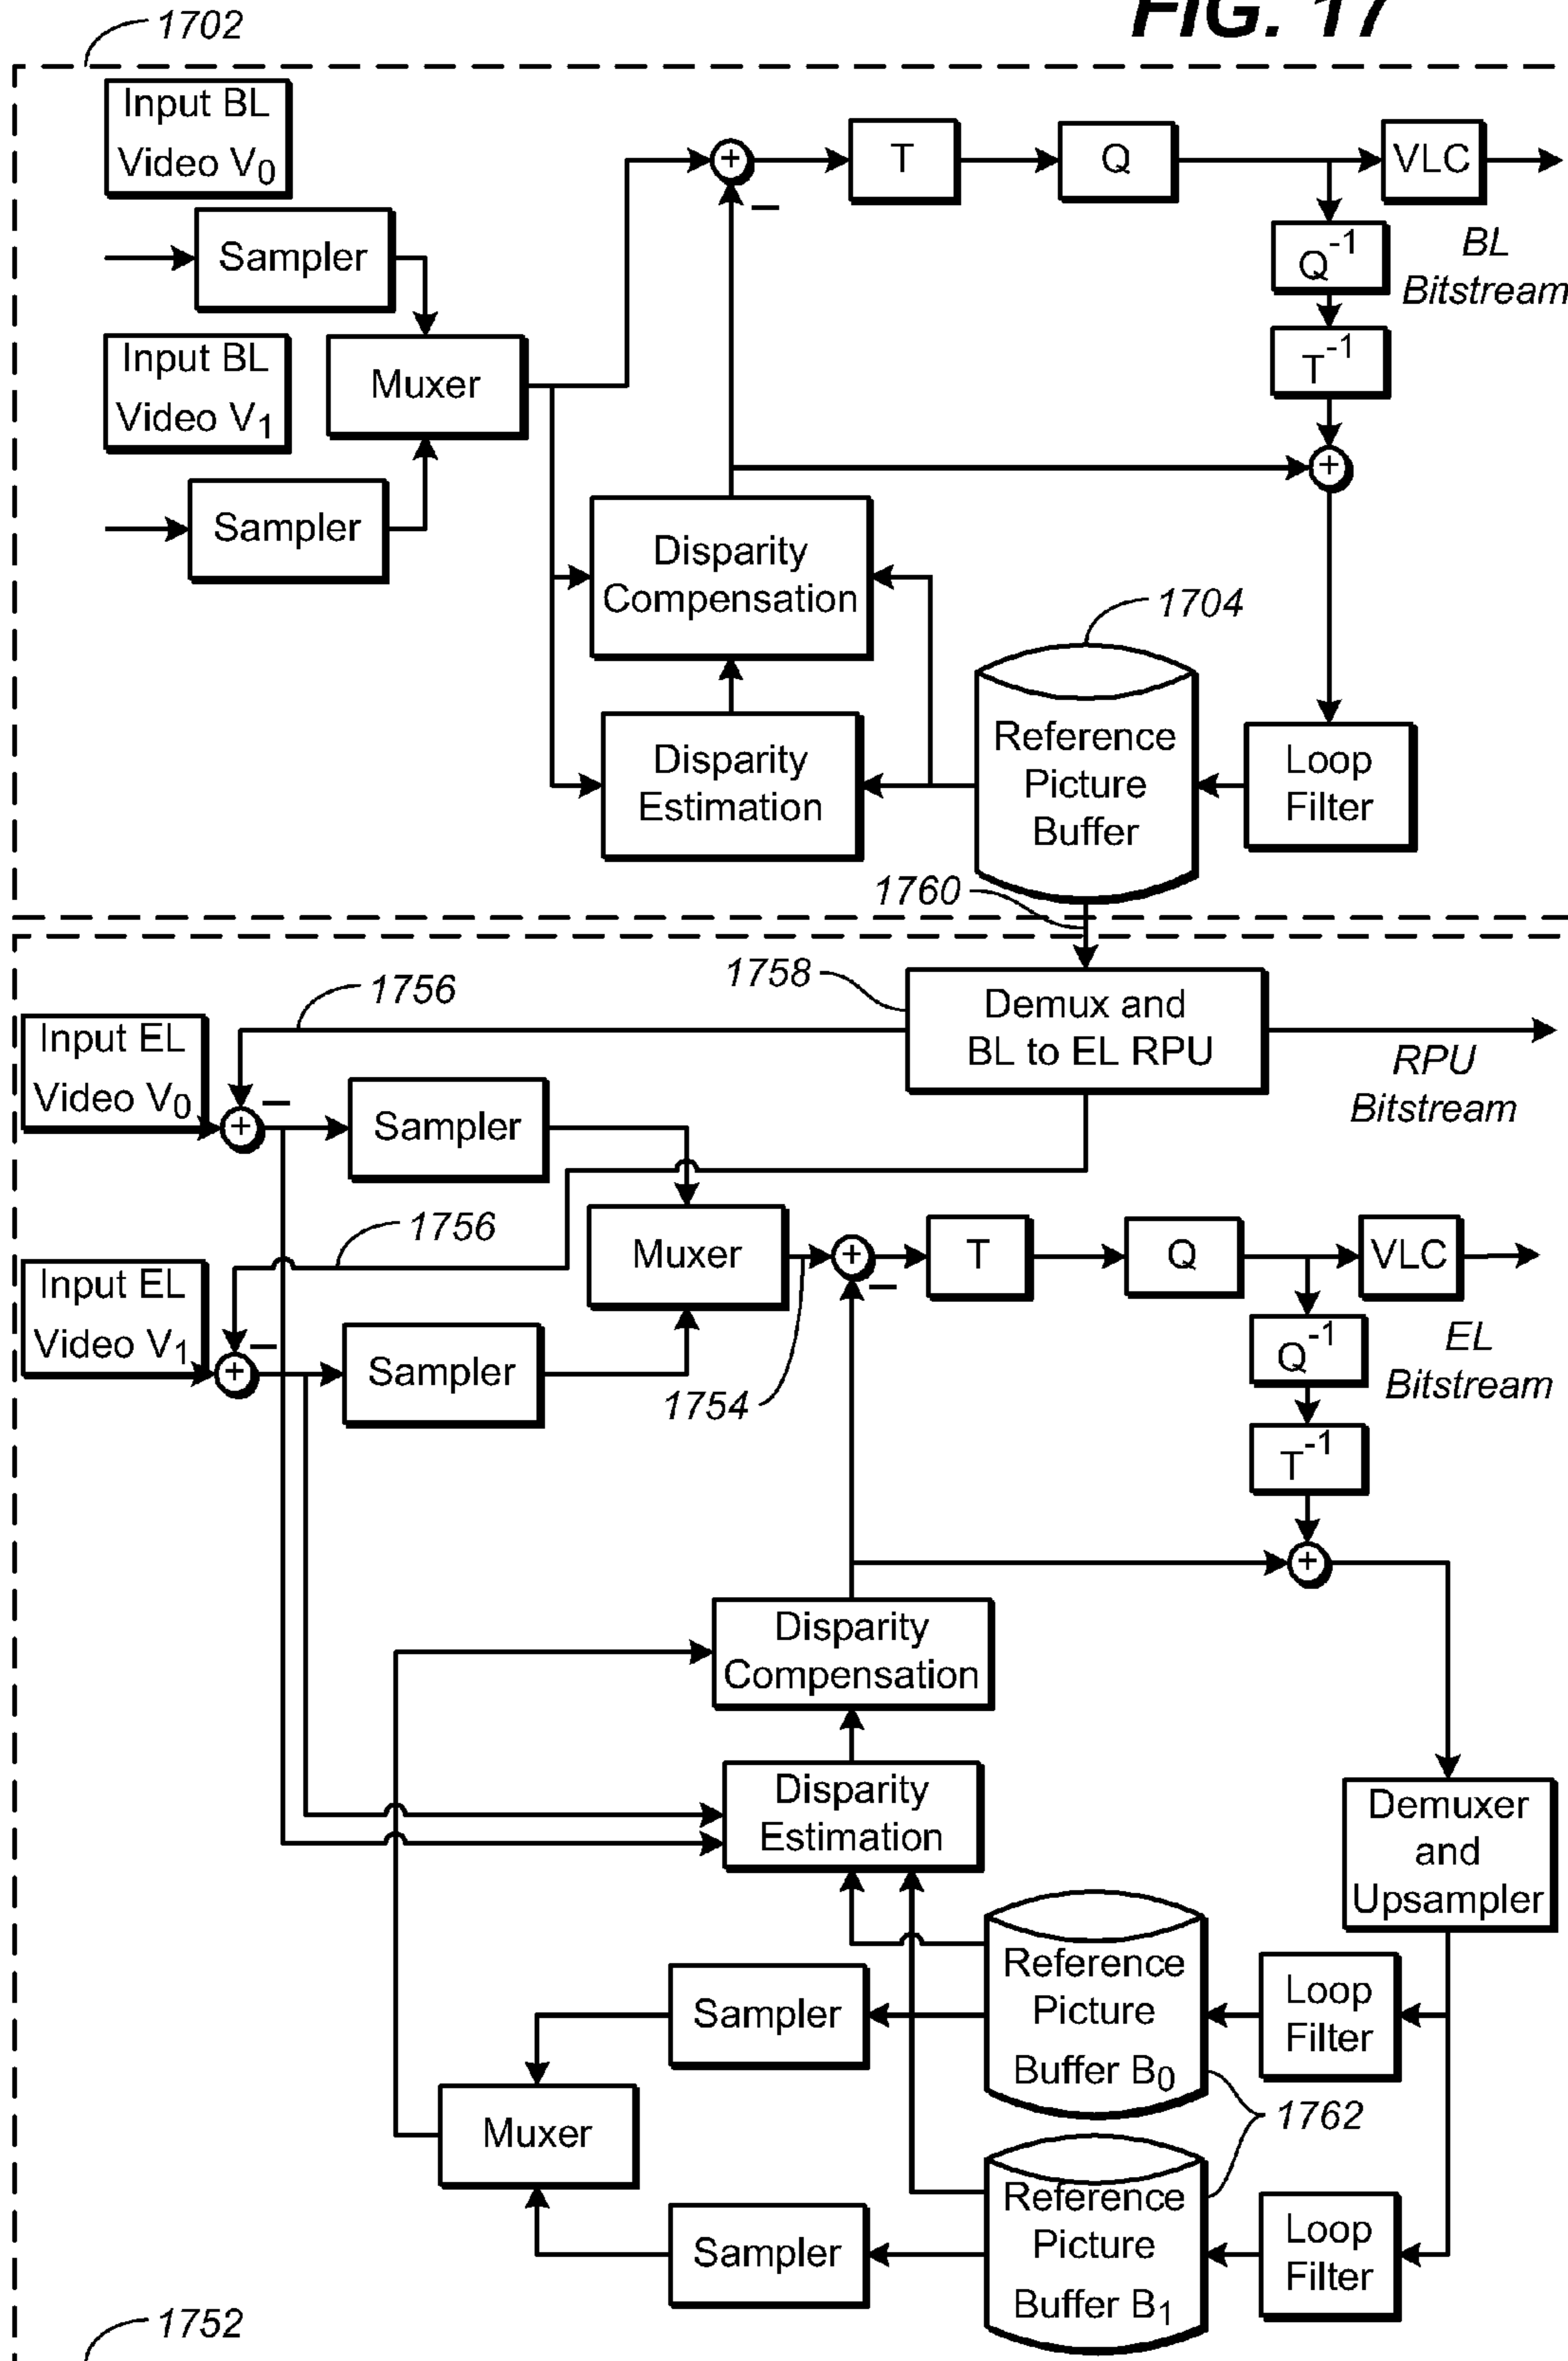 FIG. 17
1702
Input BL
Video V0
Sampler
Input BL
Video V1
Sampler
Muxer
+
−
T
Q
VLC
BL
Bitstream
Q-1
T-1
+
Disparity
Compensation
Disparity
Estimation
1704
Reference
Picture
Buffer
Loop
Filter
1760
1758
Demux and
BL to EL RPU
RPU
Bitstream
1756
Input EL
Video V0
+
−
Sampler
1756
Input EL
Video V1
+
−
Sampler
Muxer
1754
+
−
T
Q
VLC
EL
Bitstream
Q-1
T-1
+
Disparity
Compensation
Disparity
Estimation
Demuxer
and
Upsampler
Reference
Picture
Buffer B0
Loop
Filter
Sampler
Muxer
1762
Reference
Picture
Buffer B1
Loop
Filter
Sampler
1752